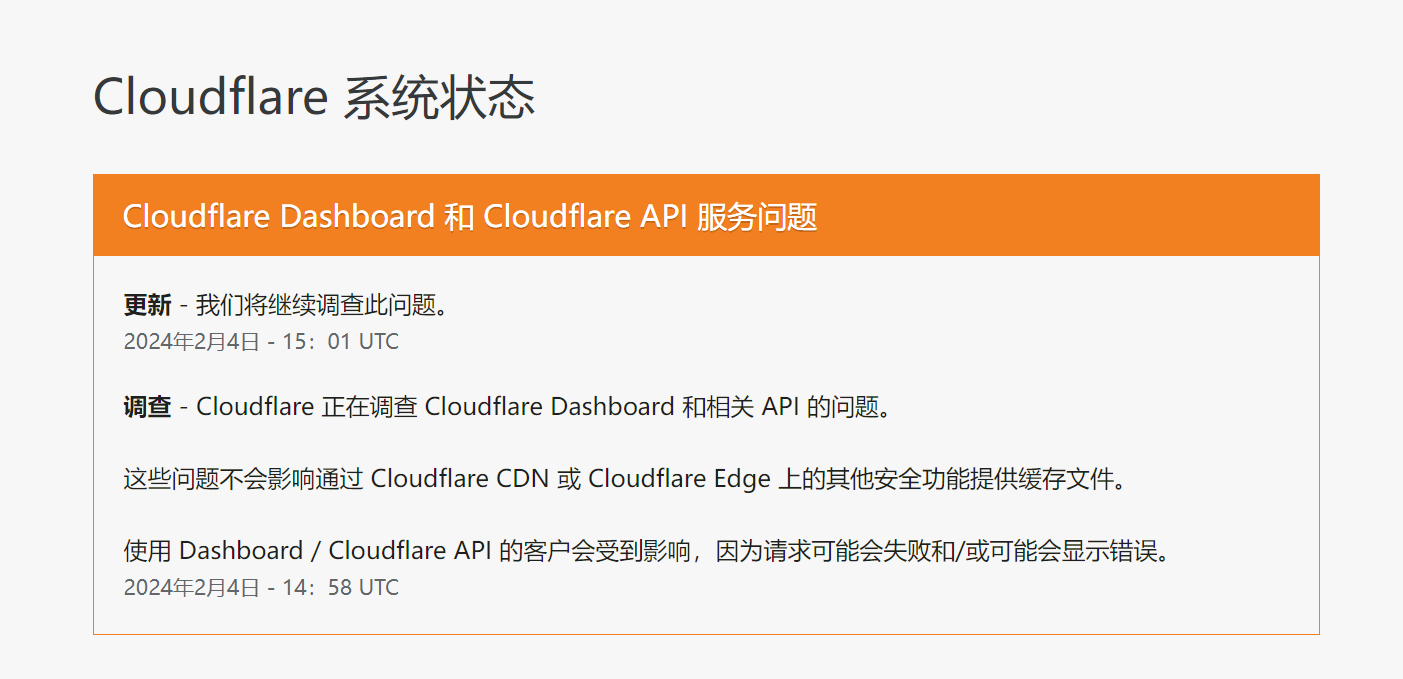 Cloudflare 系统状态
Cloudflare Dashboard 和 Cloudflare API 服务问题
更新 - 我们将继续调查此问题。
2024年2月4日 - 15：01 UTC
调查 - Cloudflare 正在调查 Cloudflare Dashboard 和相关 API 的问题。
这些问题不会影响通过 Cloudflare CDN 或 Cloudflare Edge 上的其他安全功能提供缓存文件。
使用 Dashboard / Cloudflare API 的客户会受到影响，因为请求可能会失败和/或可能会显示错误。
2024年2月4日 - 14：58 UTC